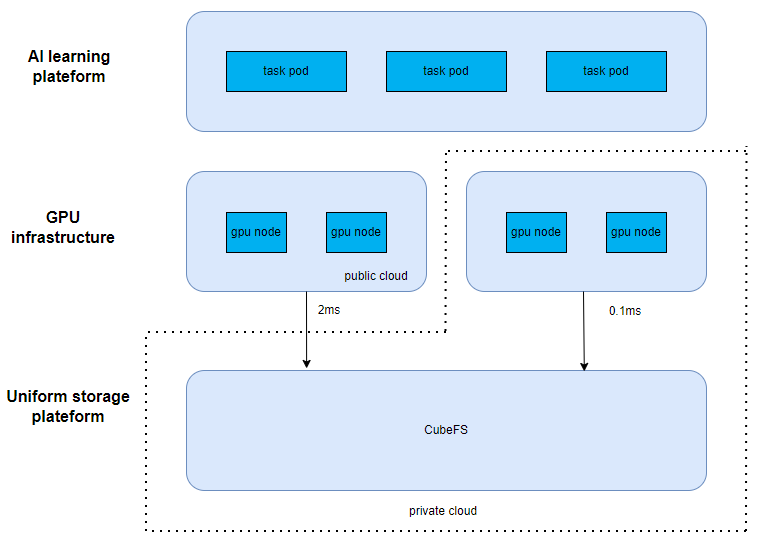 AI learning
plateform
task pod
task pod
task pod
GPU
infrastructure
gpu node
gpu node
gpu node
gpu node
public cloud
2ms
0.1ms
Uniform storage
plateform
CubeFS
private cloud